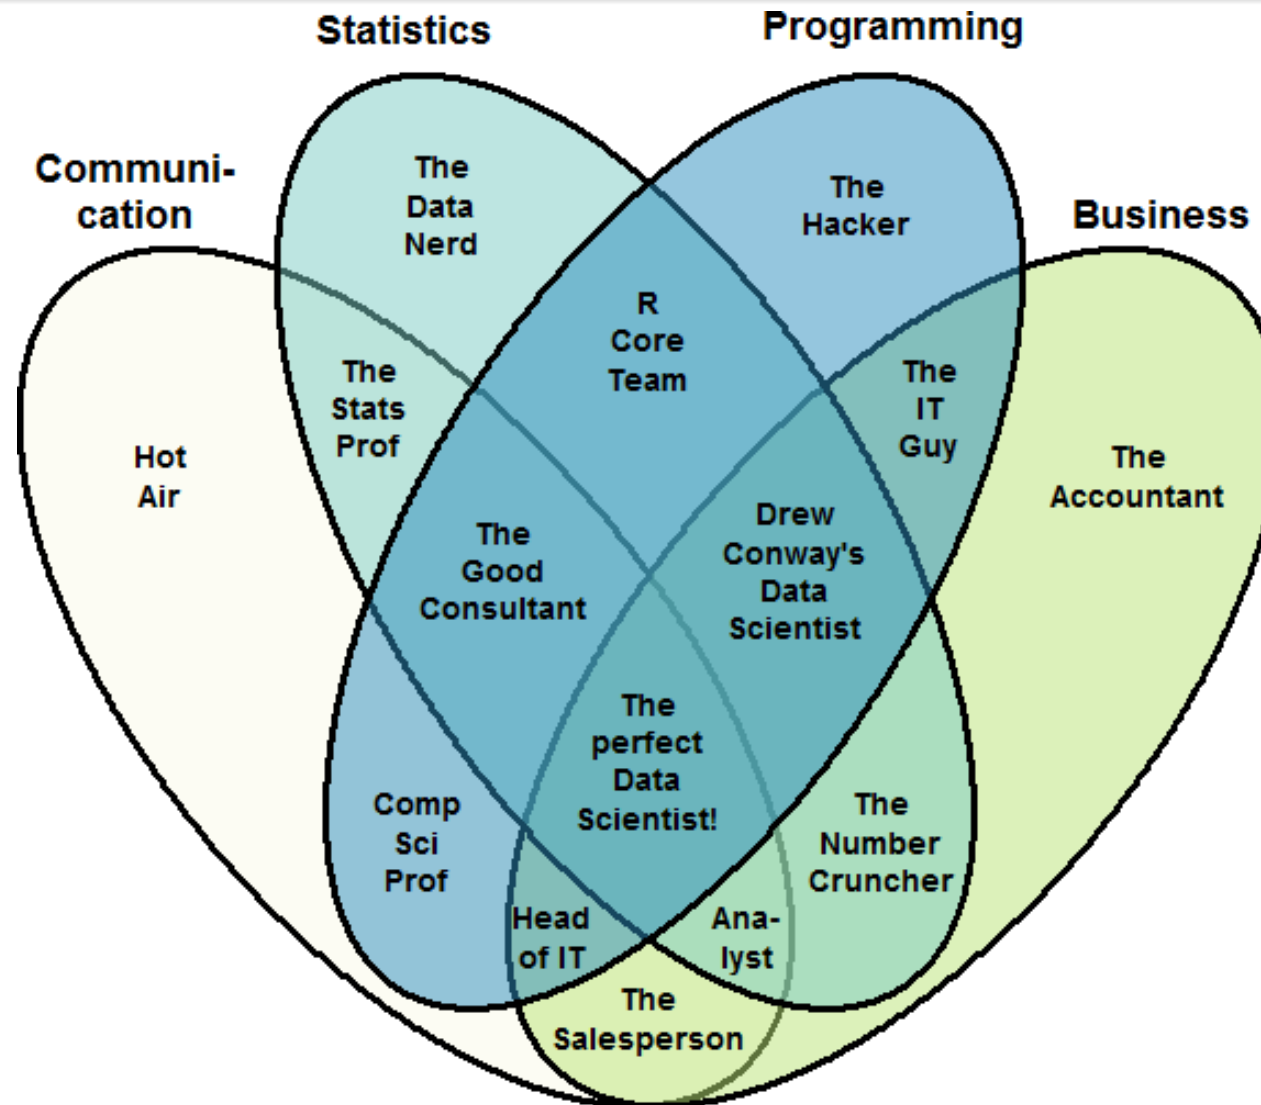 Statistics
Programming
Communi-
cation
Business
The
Data
Nerd
The
Hacker
R
Core
Team
The
Stats
Prof
The
IT
Guy
Hot
Air
The
Accountant
The
Good
Consultant
Drew
Conway's
Data
Scientist
The
perfect
Data
Scientist!
Comp
Sci
Prof
The
Number
Cruncher
Head
of IT
Ana-
lyst
The
Salesperson